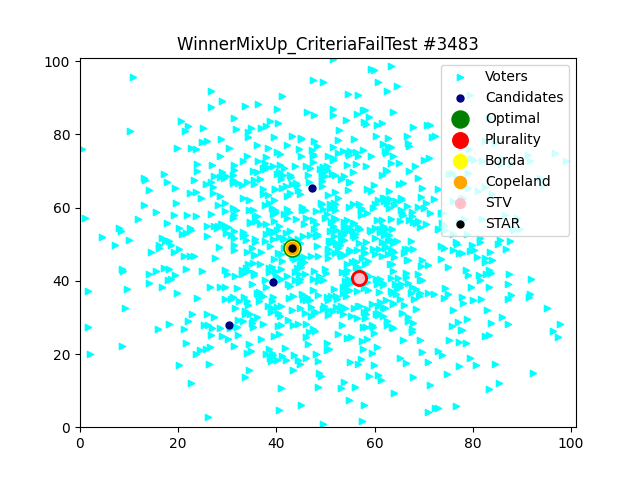 WinnerMixUp_CriteriaFailTest #3483
100
80
60
40
20
0
0 20 40 60 80 100
Voters
Candidates
Optimal
Plurality
Borda
Copeland
STV
STAR